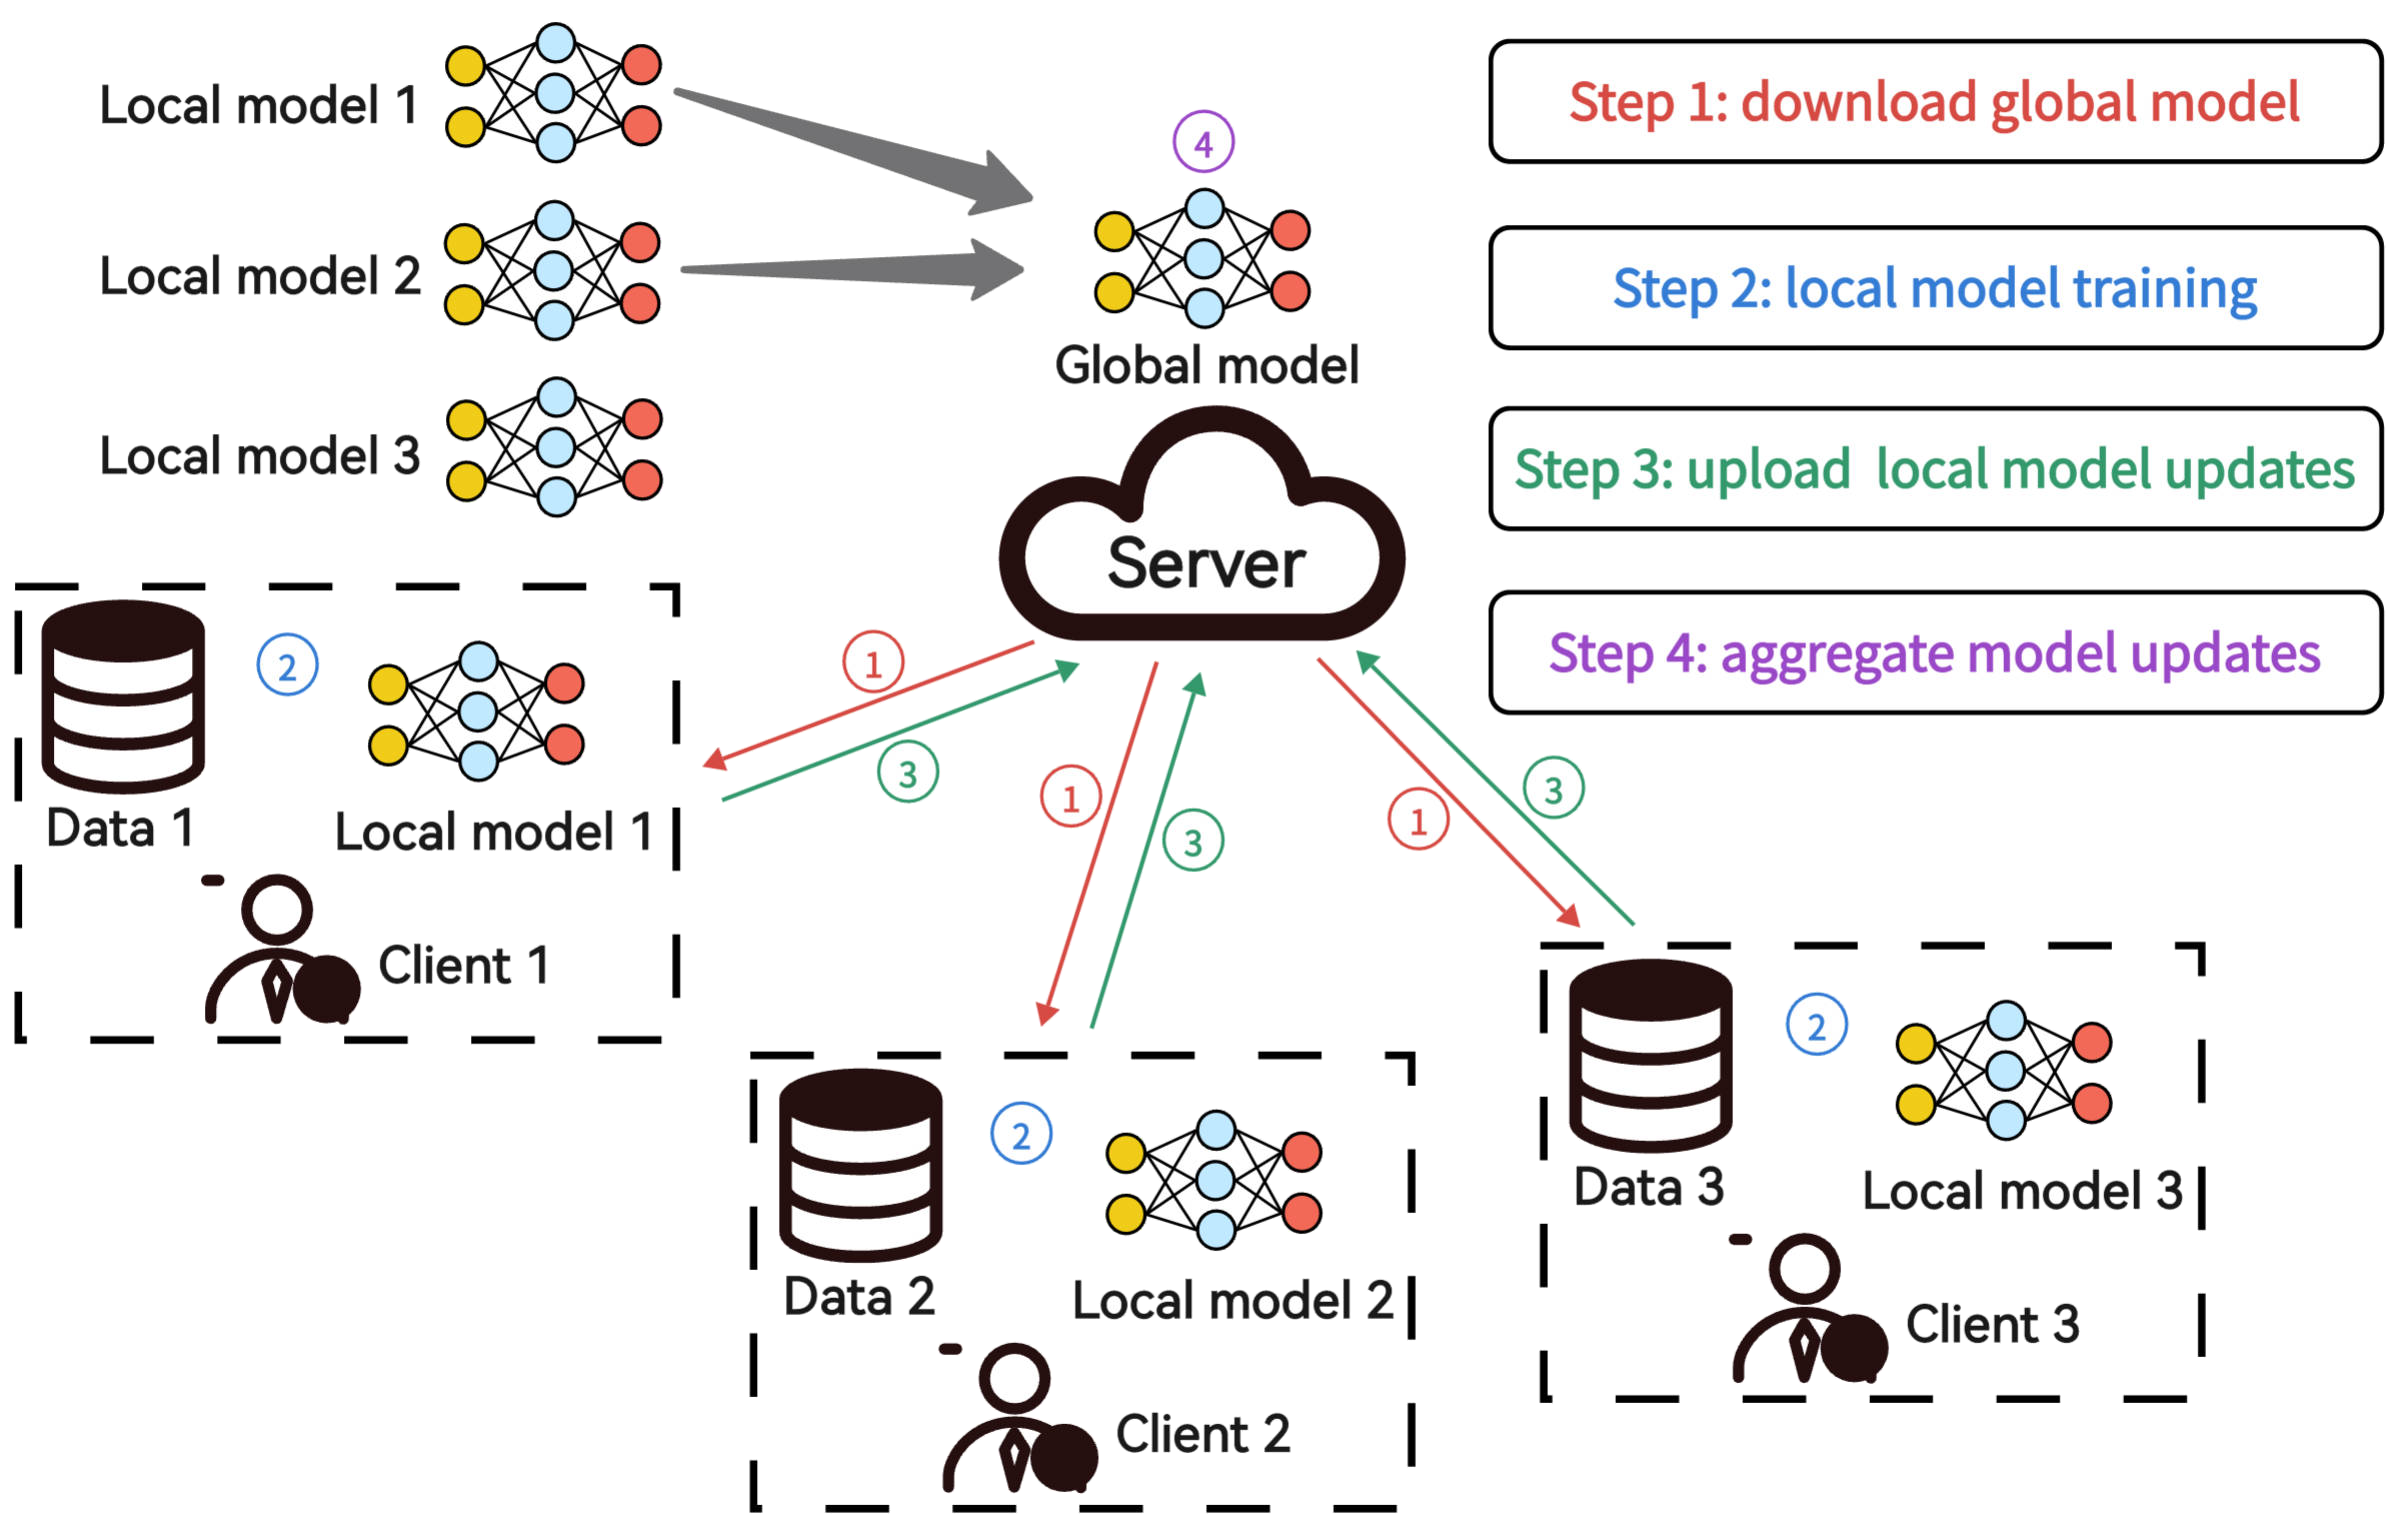 Local model 1
Local model 2
Local model 3
4
Global model
Server
Step 1: download global model
Step 2: local model training
Step 3: upload local model updates
Step 4: aggregate model updates
1
3
1
3
1
3
2
Data 1
Local model 1
Client 1
2
Data 2
Local model 2
Client 2
2
Data 3
Local model 3
Client 3